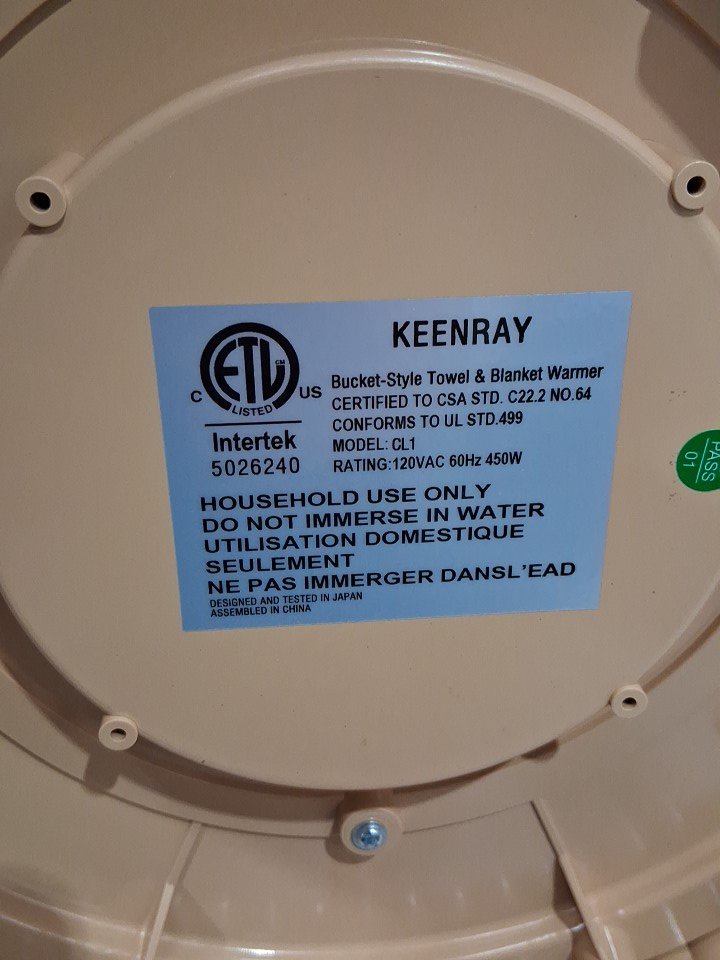 KEENRAY
ETL CM
C LISTED US
Intertek
5026240
Bucket-Style Towel & Blanket Warmer
CERTIFIED TO CSA STD. C22.2 NO.64
CONFORMS TO UL STD.499
MODEL: CL1
RATING:120VAC 60Hz 450W
HOUSEHOLD USE ONLY
DO NOT IMMERSE IN WATER
UTILISATION DOMESTIQUE
SEULEMENT
NE PAS IMMERGER DANSL'EAD
DESIGNED AND TESTED IN JAPAN
ASSEMBLED IN CHINA
PASS
01